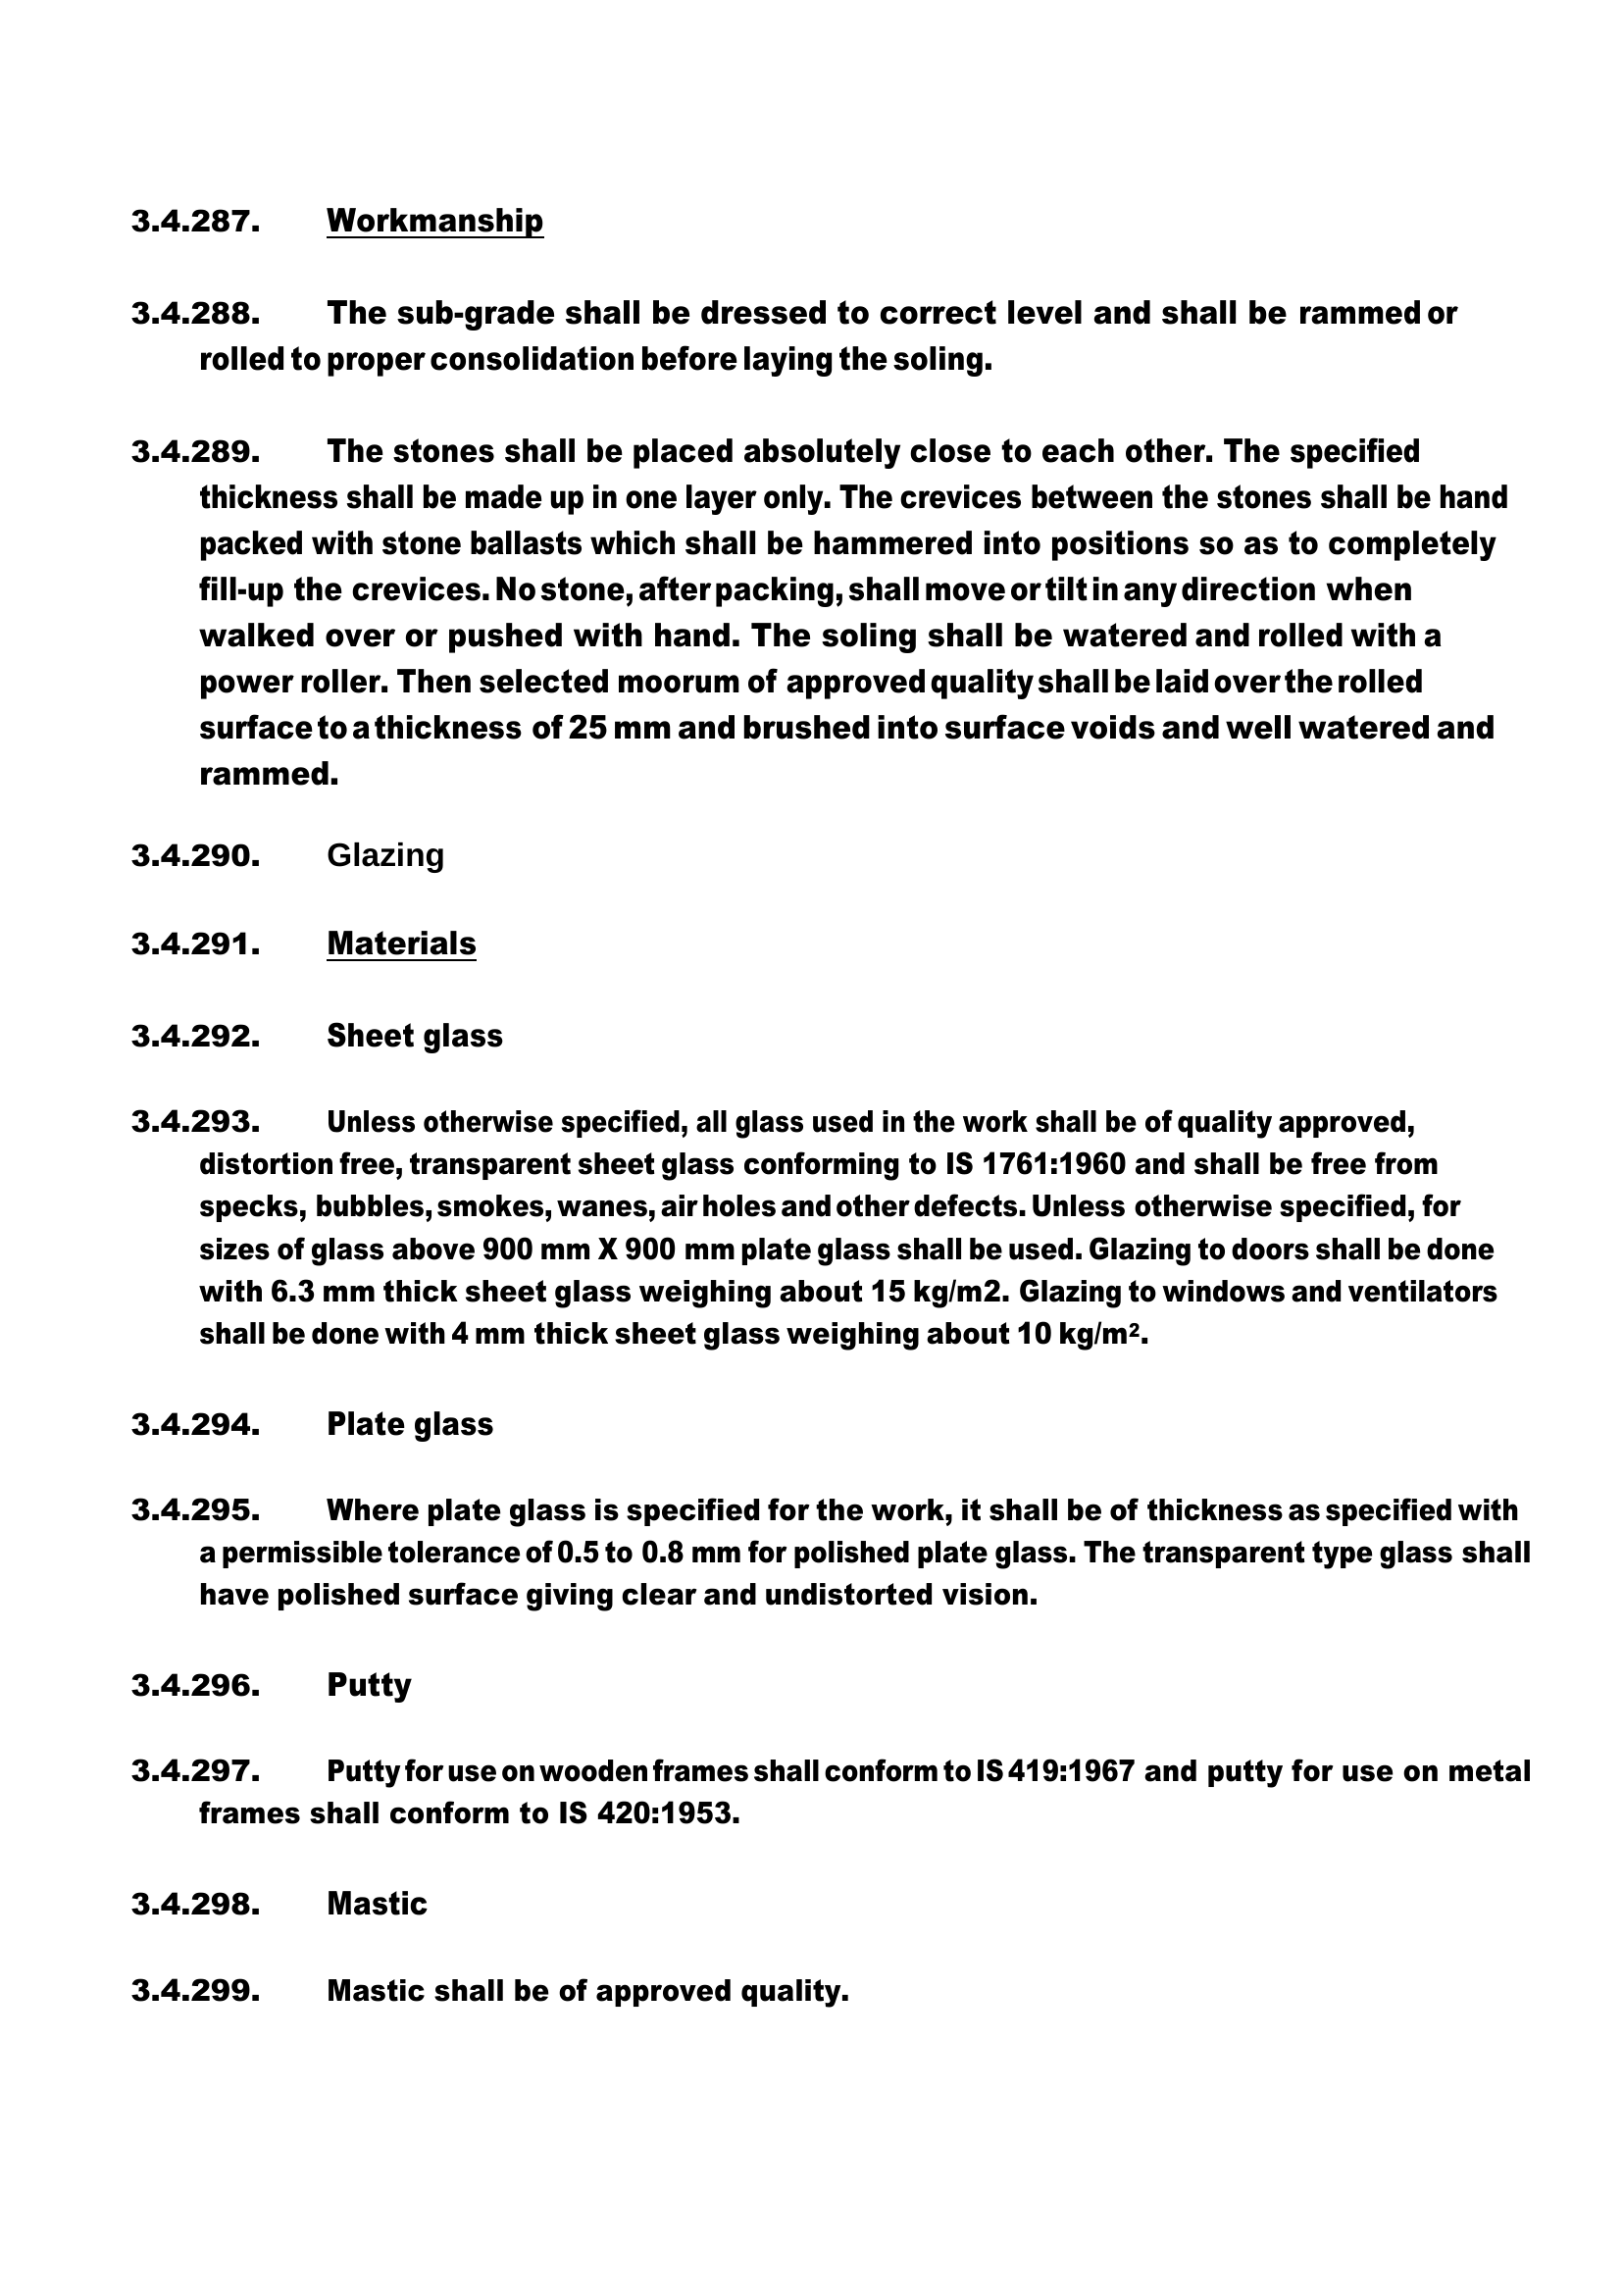 3.4.287. Workmanship
3.4.288. The sub-grade shall be dressed to correct level and shall be rammed or
rolled to proper consolidation before laying the soling.
3.4.289. The stones shall be placed absolutely close to each other. The specified
thickness shall be made up in one layer only. The crevices between the stones shall be hand
packed with stone ballasts which shall be hammered into positions so as to completely
fill-up the crevices. No stone, after packing, shall move or tilt in any direction when
walked over or pushed with hand. The soling shall be watered and rolled with a
power roller. Then selected moorum of approved quality shall be laid over the rolled
surface to a thickness of 25 mm and brushed into surface voids and well watered and
rammed.
3.4.290. Glazing
3.4.291. Materials
3.4.292. Sheet glass
3.4.293. Unless otherwise specified, all glass used in the work shall be of quality approved,
distortion free, transparent sheet glass conforming to IS 1761:1960 and shall be free from
specks, bubbles, smokes, wanes, air holes and other defects. Unless otherwise specified, for
sizes of glass above 900 mm X 900 mm plate glass shall be used. Glazing to doors shall be done
with 6.3 mm thick sheet glass weighing about 15 kg/m2. Glazing to windows and ventilators
shall be done with 4 mm thick sheet glass weighing about 10 kg/m².
3.4.294. Plate glass
3.4.295. Where plate glass is specified for the work, it shall be of thickness as specified with
a permissible tolerance of 0.5 to 0.8 mm for polished plate glass. The transparent type glass shall
have polished surface giving clear and undistorted vision.
3.4.296. Putty
3.4.297. Putty for use on wooden frames shall conform to IS 419:1967 and putty for use on metal
frames shall conform to IS 420:1953.
3.4.298. Mastic
3.4.299. Mastic shall be of approved quality.